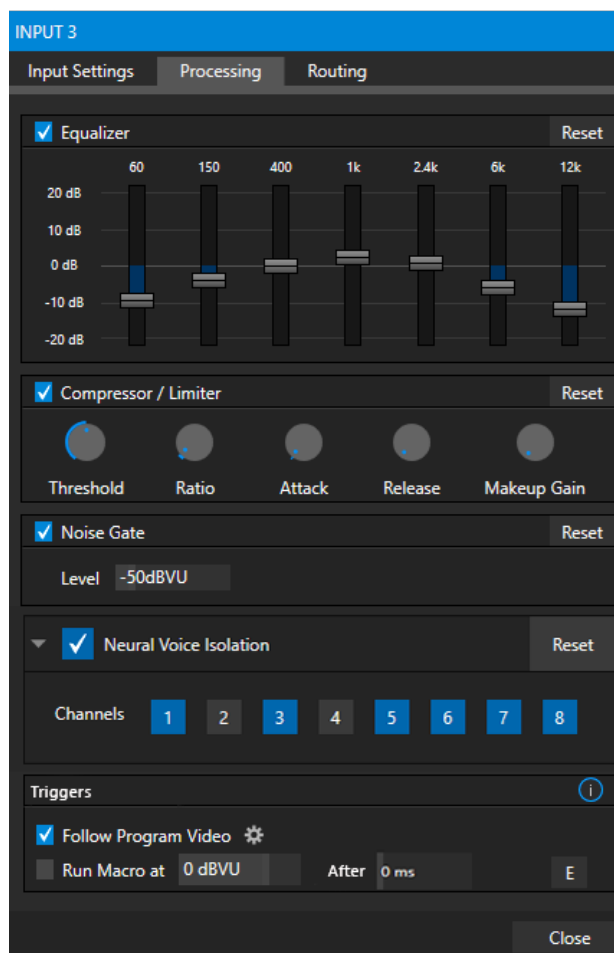 INPUT 3
Input Settings Processing Routing
Equalizer Reset
60 150 400 1k 2.4k 6k 12k
20 dB
10 dB
0 dB
-10 dB
-20 dB
Compressor / Limiter Reset
Threshold Ratio Attack Release Makeup Gain
Noise Gate Reset
Level -50dBVU
Neural Voice Isolation Reset
Channels 1 2 3 4 5 6 7 8
Triggers i
Follow Program Video
Run Macro at 0 dBVU After 0 ms E
Close